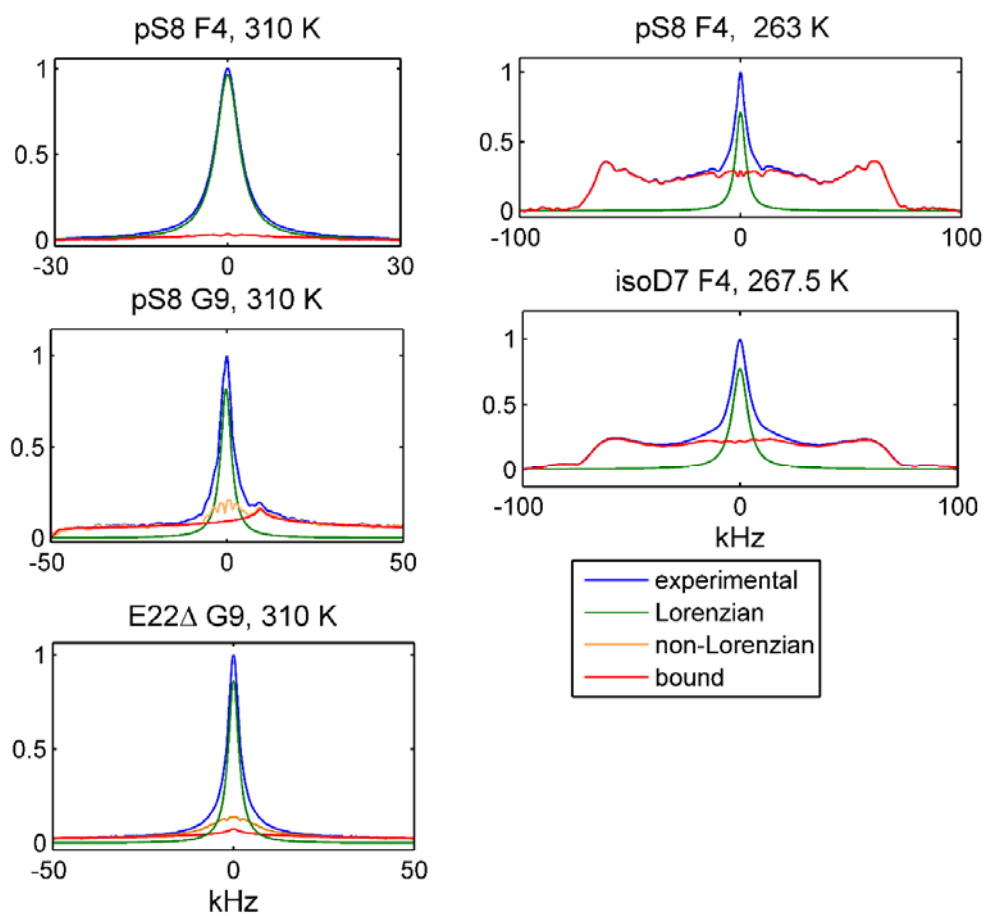 pS8 F4, 310 K
1
0.5
0
-30 0 30
pS8 G9, 310 K
1
0.5
0
-50 0 50
E22Δ G9, 310 K
1
0.5
0
-50 0 50
kHz
pS8 F4, 263 K
1
0.5
0
-100 0 100
isoD7 F4, 267.5 K
1
0.5
0
-100 0 100
kHz
experimental
Lorenzian
non-Lorenzian
bound